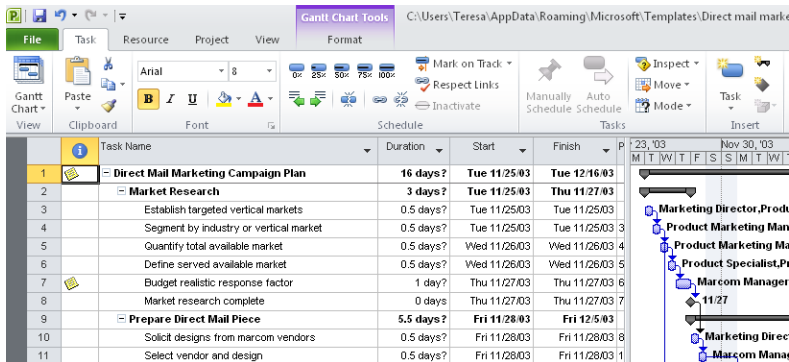 Gantt Chart Tools C:\Users\Teresa\AppData\Roaming\Microsoft\Templates\Direct mail marke
File Task Resource Project View Format
Gantt Chart
Paste
Arial 8
B I U A
0% 25% 50% 75% 100%
Mark on Track
Respect Links
Inactivate
Manually Schedule
Auto Schedule
Inspect
Move
Mode
Task
View Clipboard Font Schedule Tasks Insert
Task Name Duration Start Finish P 23, '03 Nov 30, '03
M T W T F S S M T W T
1 Direct Mail Marketing Campaign Plan 16 days? Tue 11/25/03 Tue 12/16/03
2 Market Research 3 days? Tue 11/25/03 Thu 11/27/03
3 Establish targeted vertical markets 0.5 days? Tue 11/25/03 Tue 11/25/03 Marketing Director,Produ
4 Segment by industry or vertical market 0.5 days? Tue 11/25/03 Tue 11/25/03 3 Product Marketing Man
5 Quantify total available market 0.5 days? Wed 11/26/03 Wed 11/26/03 4 Product Marketing Ma
6 Define served available market 0.5 days? Wed 11/26/03 Wed 11/26/03 5 Product Specialist,Pr
7 Budget realistic response factor 1 day? Thu 11/27/03 Thu 11/27/03 6 Marcom Manager
8 Market research complete 0 days Thu 11/27/03 Thu 11/27/03 7 11/27
9 Prepare Direct Mail Piece 5.5 days? Fri 11/28/03 Fri 12/5/03
10 Solicit designs from marcom vendors 0.5 days? Fri 11/28/03 Fri 11/28/03 8 Marketing Direc
11 Select vendor and design 0.5 days? Fri 11/28/03 Fri 11/28/03 1 Marcom Mana